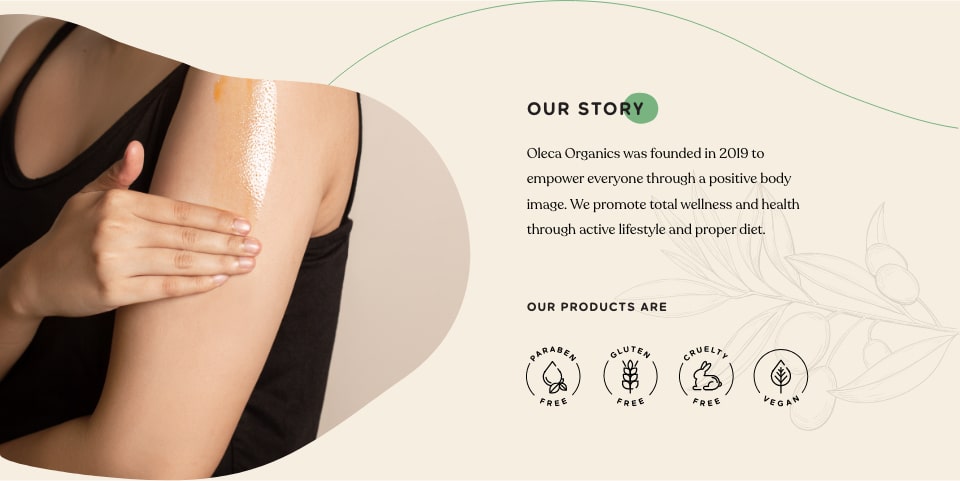 OUR STORY
Oleca Organics was founded in 2019 to
empower everyone through a positive body
image. We promote total wellness and health
through active lifestyle and proper diet.
OUR PRODUCTS ARE
PARABEN FREE
GLUTEN FREE
CRUELTY FREE
VEGAN